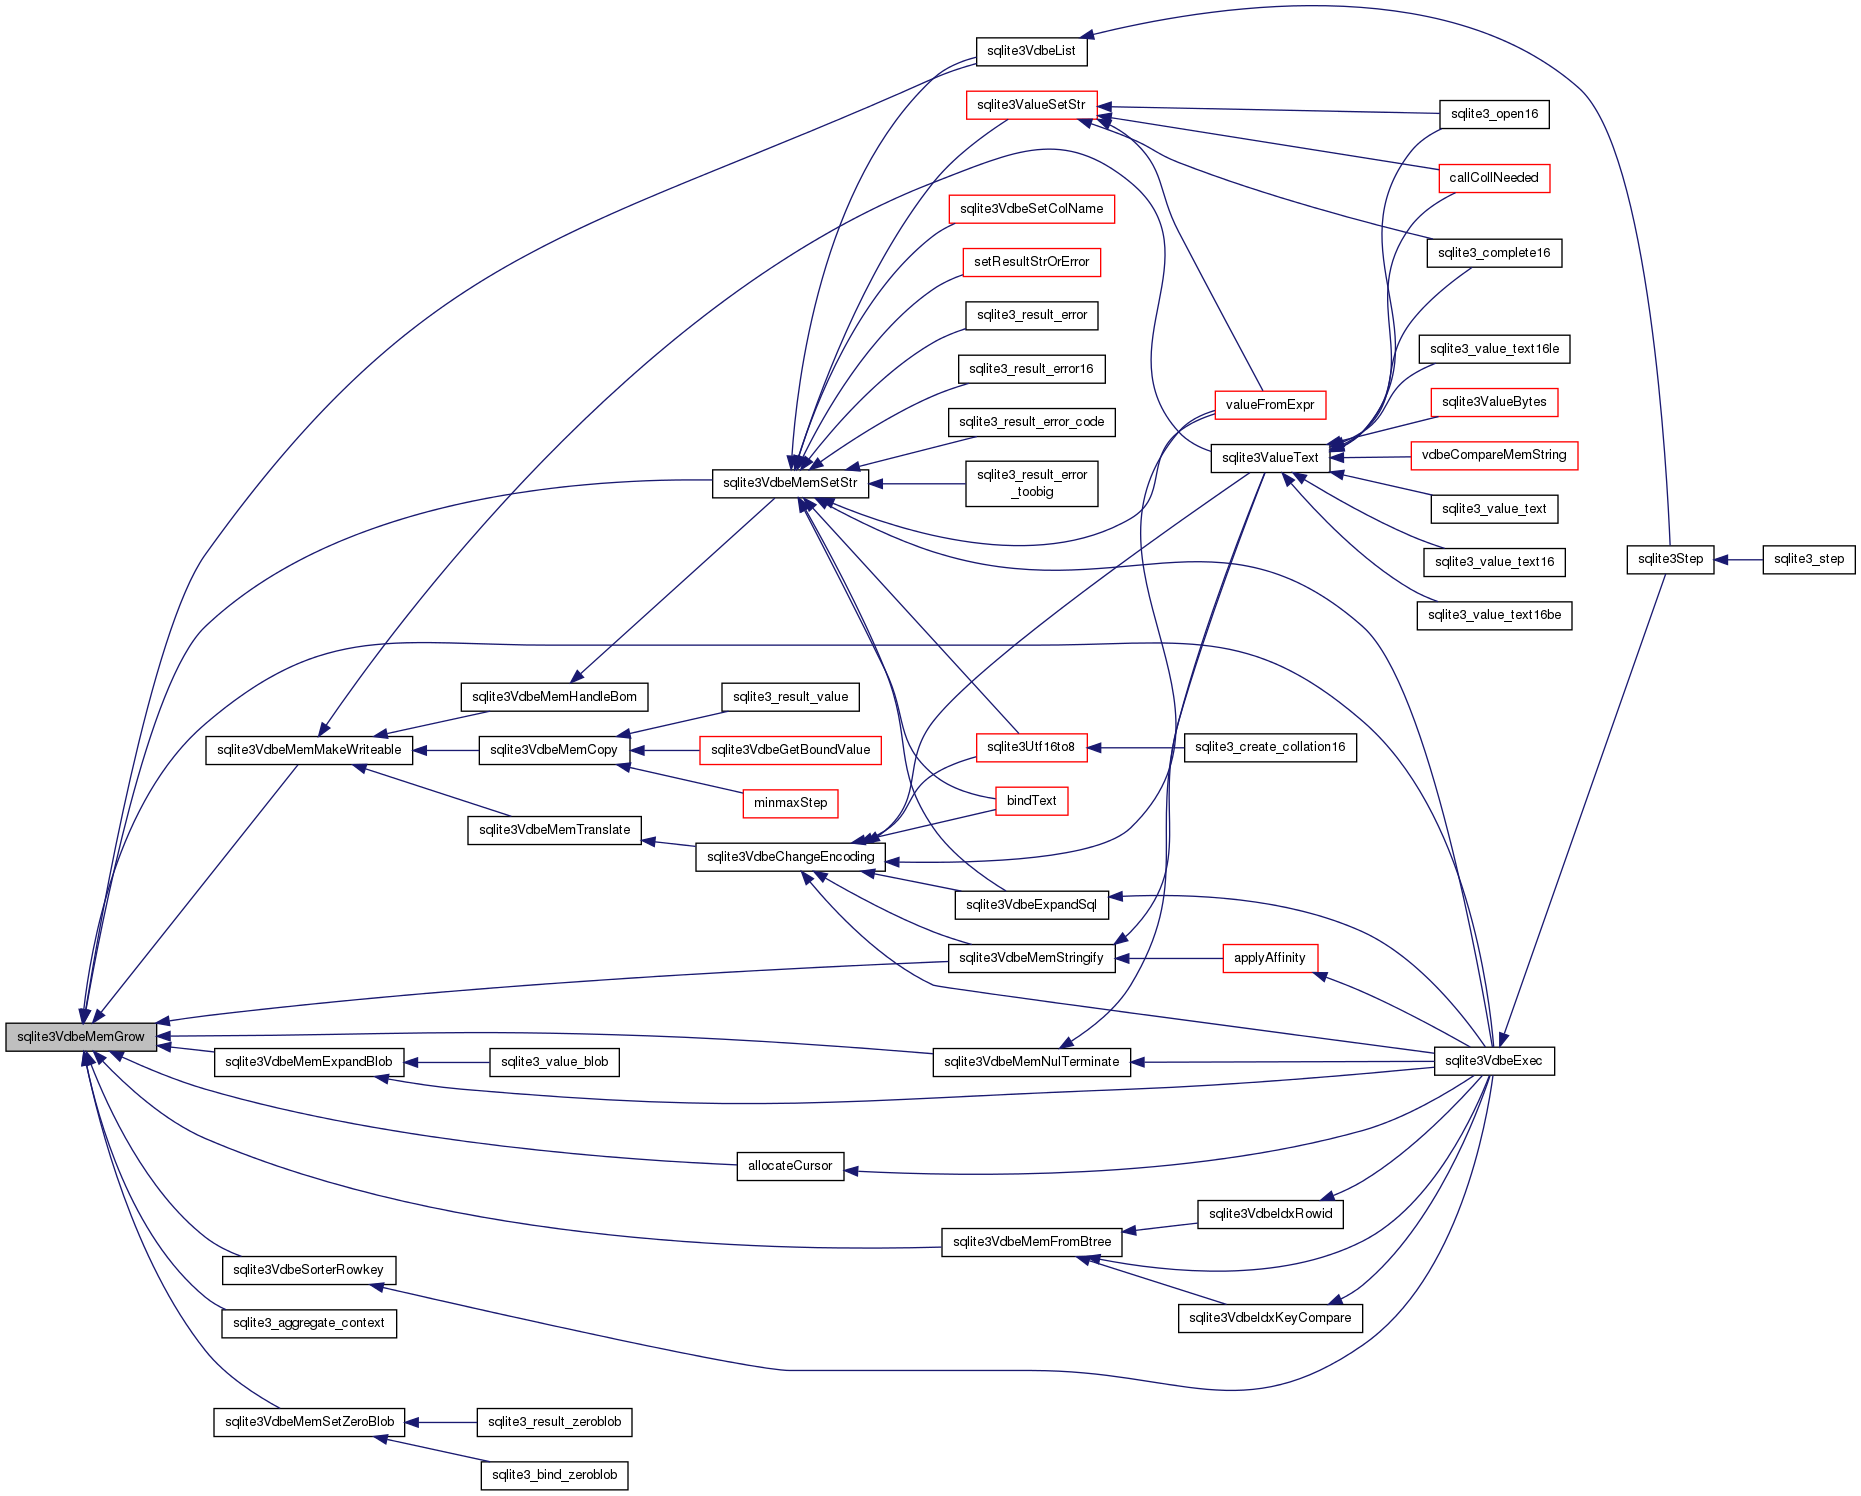 sqlite3VdbeList
sqlite3ValueSetStr
sqlite3_open16
callCollNeeded
sqlite3VdbeSetColName
sqlite3_complete16
setResultStrOrError
sqlite3_result_error
sqlite3_value_text16le
sqlite3_result_error16
sqlite3ValueBytes
valueFromExpr
sqlite3_result_error_code
vdbeCompareMemString
sqlite3ValueText
sqlite3VdbeMemSetStr
sqlite3_result_error
_toobig
sqlite3_value_text
sqlite3_value_text16
sqlite3Step
sqlite3_step
sqlite3_value_text16be
sqlite3VdbeMemHandleBom
sqlite3_result_value
sqlite3VdbeMemMakeWriteable
sqlite3VdbeMemCopy
sqlite3VdbeGetBoundValue
sqlite3Utf16to8
sqlite3_create_collation16
minmaxStep
bindText
sqlite3VdbeMemTranslate
sqlite3VdbeChangeEncoding
sqlite3VdbeExpandSql
sqlite3VdbeMemStringify
applyAffinity
sqlite3VdbeMemGrow
sqlite3VdbeMemExpandBlob
sqlite3_value_blob
sqlite3VdbeMemNulTerminate
sqlite3VdbeExec
allocateCursor
sqlite3VdbeIdxRowid
sqlite3VdbeMemFromBtree
sqlite3VdbeSorterRowkey
sqlite3VdbeIdxKeyCompare
sqlite3_aggregate_context
sqlite3VdbeMemSetZeroBlob
sqlite3_result_zeroblob
sqlite3_bind_zeroblob